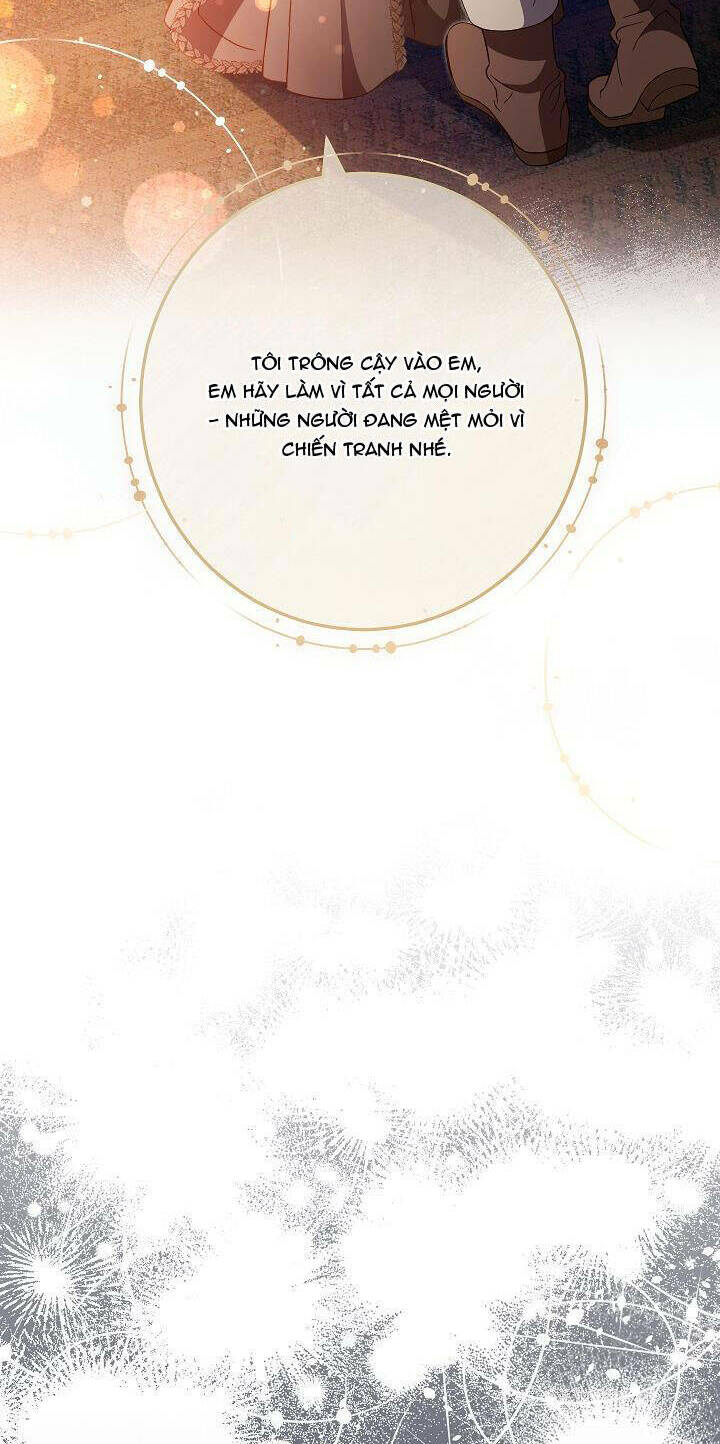 TÔI TRÔNG CẬY VÀO EM,
EM HÃY LÀM VÌ TẤT CẢ MỌI NGƯỜI
- NHỮNG NGƯỜI ĐANG MỆT MỎI VÌ
CHIẾN TRANH NHÉ.